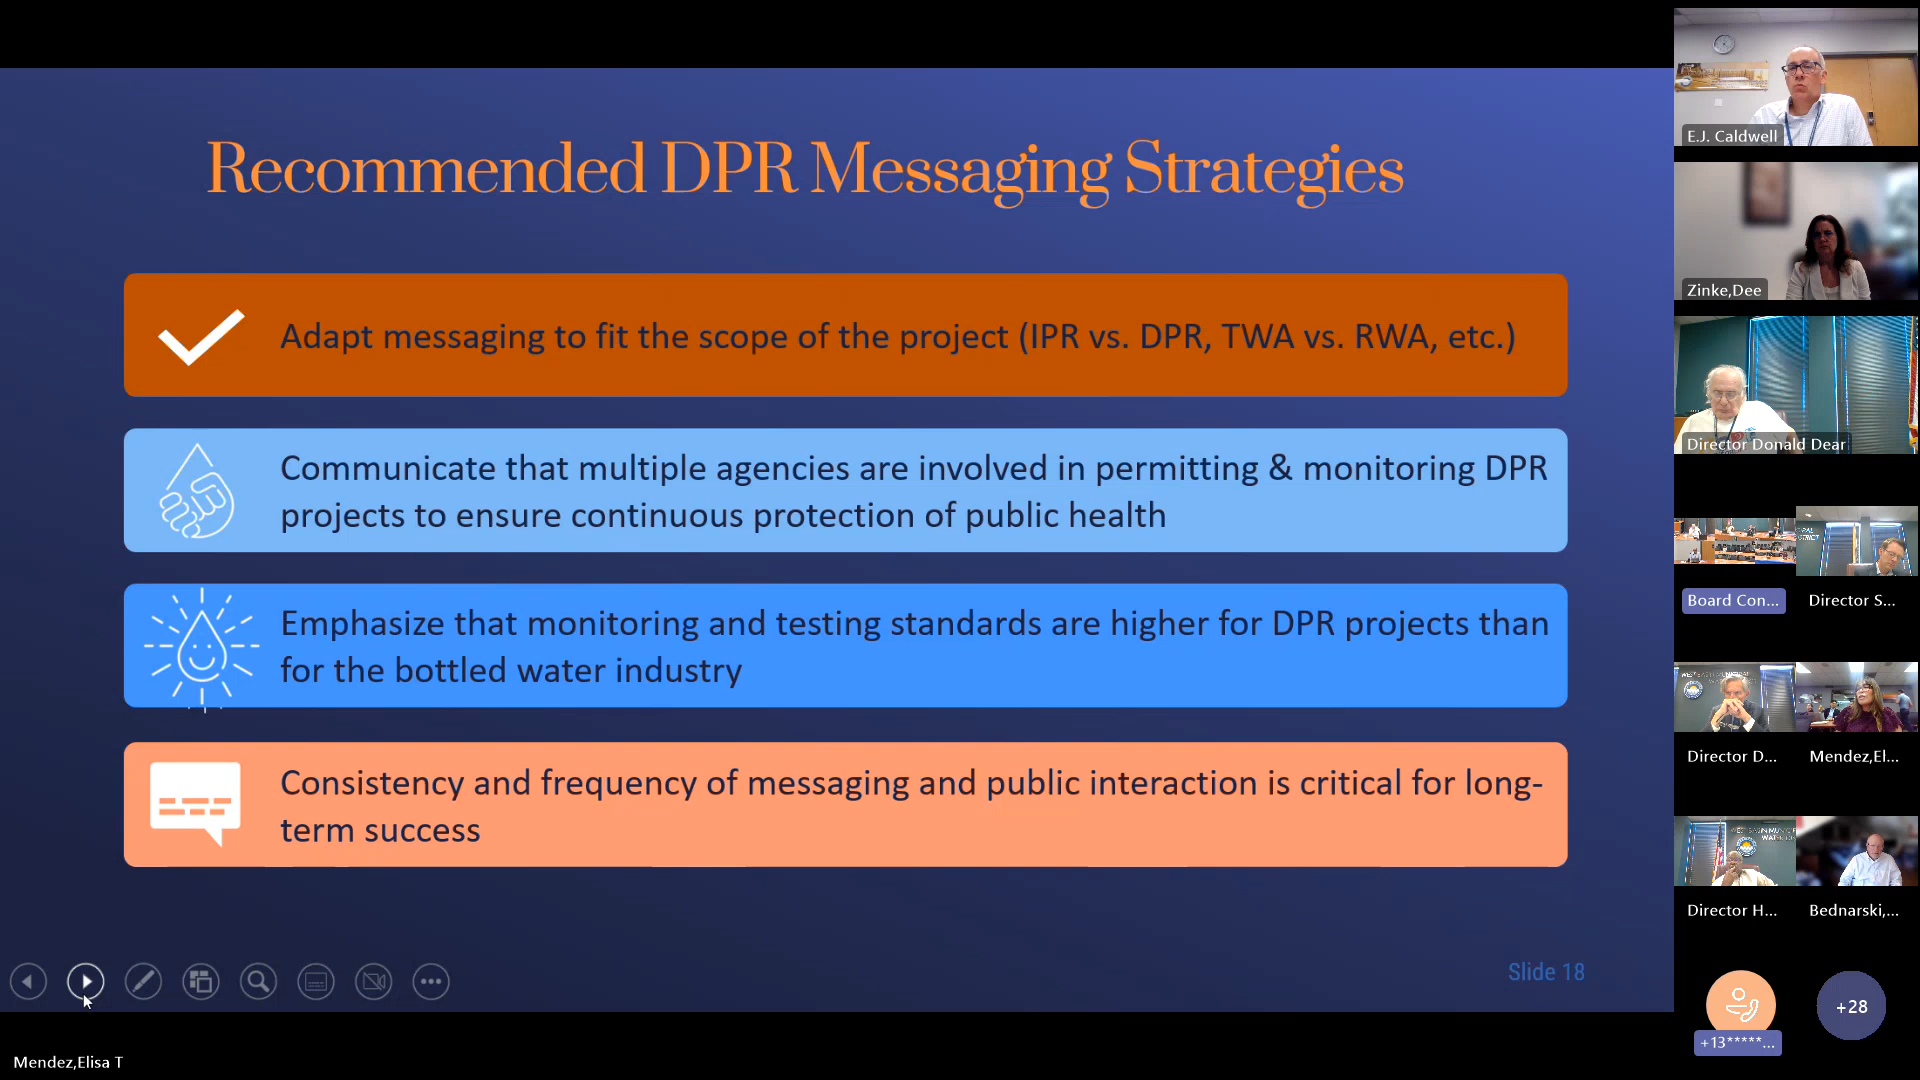 Recommended DPR Messaging Strategies
Adapt messaging to fit the scope of the project (IPR vs. DPR, TWA vs. RWA, etc.)
Communicate that multiple agencies are involved in permitting & monitoring DPR
projects to ensure continuous protection of public health
Emphasize that monitoring and testing standards are higher for DPR projects than
for the bottled water industry
Consistency and frequency of messaging and public interaction is critical for long-
term success
Slide 18
Mendez,Elisa T
E.J. Caldwell
Zinke,Dee
Director Donald Dear
Board Con...
Director S...
Director D...
Mendez,El...
Director H...
Bednarski,...
+13*****...
+28